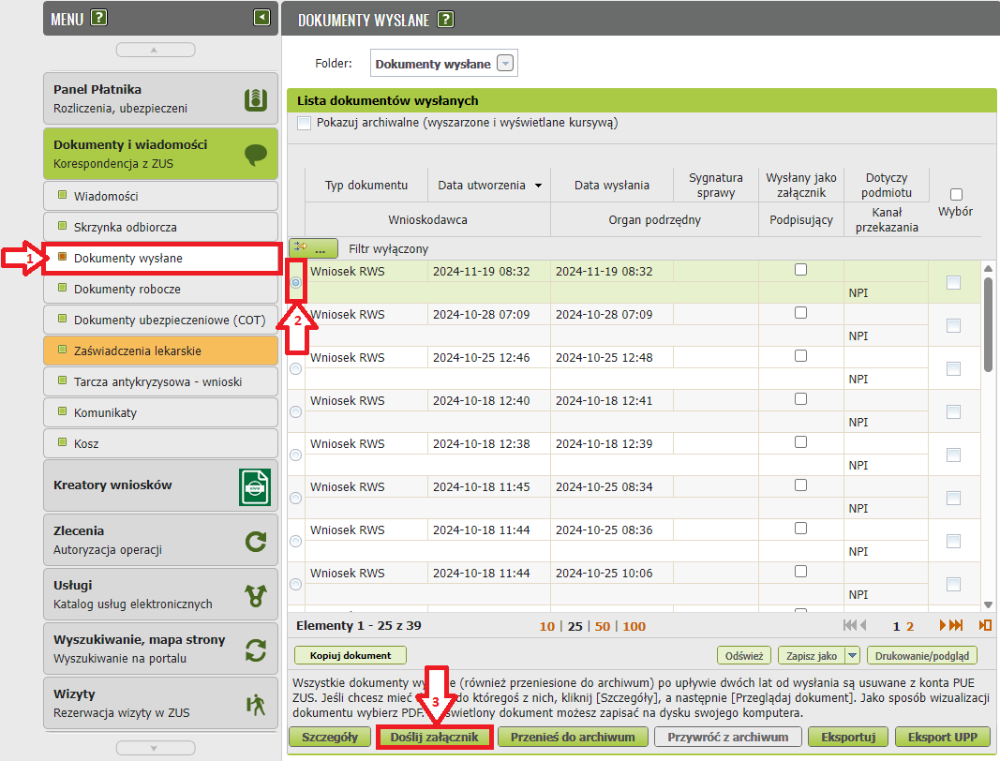 MENU ?
DOKUMENTY WYSLANE ?
Folder: Dokumenty wysłane
Panel Płatnika
Rozliczenia, ubezpieczeni
Dokumenty i wiadomości
Korespondencja z ZUS
Wiadomości
Skrzynka odbiorcza
1
Dokumenty wysłane
Dokumenty robocze
Dokumenty ubezpieczeniowe (COT)
Zaświadczenia lekarskie
Tarcza antykryzysowa - wnioski
Komunikaty
Kosz
Kreatory wniosków
Zlecenia
Autoryzacja operacji
Usługi
Katalog usług elektronicznych
Wyszukiwanie, mapa strony
Wyszukiwanie na portalu
Wizyty
Rezerwacja wizyty w ZUS
Lista dokumentów wysłanych
Pokazuj archiwalne (wyszarzone i wyświetlane kursywą)
Typ dokumentu Data utworzenia Data wysłania Sygnatura sprawy Wysłany jako załącznik Dotyczy podmiotu Wybór
Wnioskodawca Organ podrzędny Podpisujący Kanał przekazania
... Filtr wyłączony
Wniosek RWS 2024-11-19 08:32 2024-11-19 08:32
NPI
2
Wniosek RWS 2024-10-28 07:09 2024-10-28 07:09
NPI
Wniosek RWS 2024-10-25 12:46 2024-10-25 12:48
NPI
Wniosek RWS 2024-10-18 12:40 2024-10-18 12:41
NPI
Wniosek RWS 2024-10-18 12:38 2024-10-18 12:39
NPI
Wniosek RWS 2024-10-18 11:45 2024-10-25 08:34
NPI
Wniosek RWS 2024-10-18 11:44 2024-10-25 08:36
NPI
Wniosek RWS 2024-10-18 11:44 2024-10-25 10:06
NPI
Elementy 1 - 25 z 39 10 | 25 | 50 | 100 1 2
Kopiuj dokument Odśwież Zapisz jako Drukowanie/podgląd
Wszystkie dokumenty (również przeniesione do archiwum) po upływie dwóch lat od wysłania są usuwane z konta PUE
ZUS. Jeśli chcesz mieć do któregoś z nich, kliknij [Szczegóły], a następnie [Przeglądaj dokument]. Jako sposób wizualizacji
dokumentu wybierz PDF. dokument możesz zapisać na dysku swojego komputera.
3
Szczegóły Doślij załącznik Przenieś do archiwum Przywróć z archiwum Eksportuj Eksport UPP